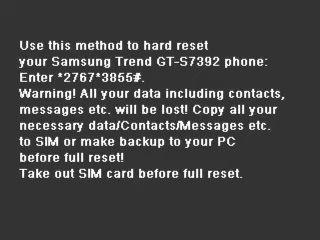 Use this method to hard reset
your Samsung Trend GT-S7392 phone:
Enter *2767*3855#.
Warning! All your data including contacts,
messages etc. will be lost! Copy all your
necessary data/Contacts/Messages etc.
to SIM or make backup to your PC
before full reset!
Take out SIM card before full reset.